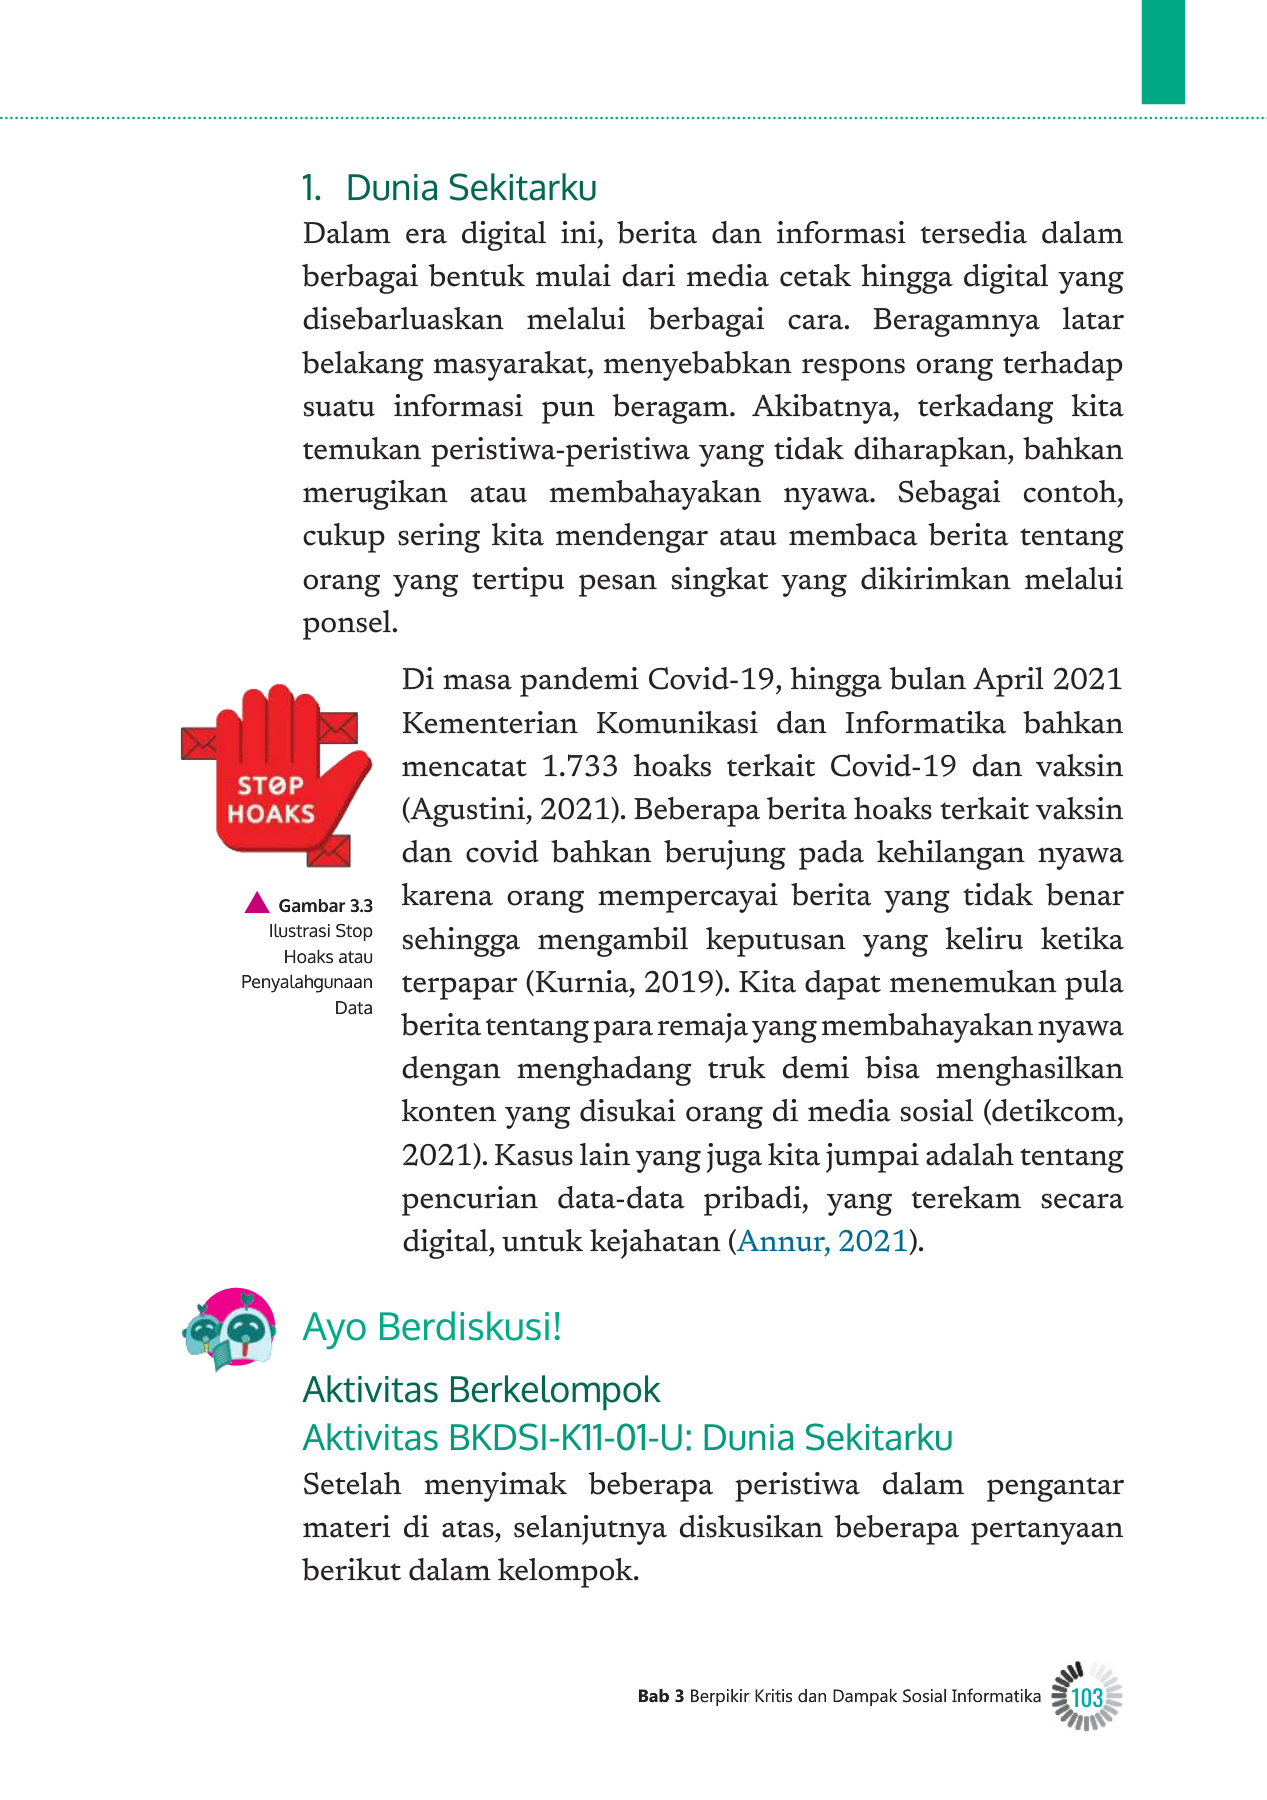 1. Dunia Sekitarku
Dalam era digital ini, berita dan informasi tersedia dalam
berbagai bentuk mulai dari media cetak hingga digital yang
disebarluaskan melalui berbagai cara. Beragamnya latar
belakang masyarakat, menyebabkan respons orang terhadap
suatu informasi pun beragam. Akibatnya, terkadang kita
temukan peristiwa-peristiwa yang tidak diharapkan, bahkan
merugikan atau membahayakan nyawa. Sebagai contoh,
cukup sering kita mendengar atau membaca berita tentang
orang yang tertipu pesan singkat yang dikirimkan melalui
ponsel.
STOP
HOAKS
▲ Gambar 3.3
Ilustrasi Stop
Hoaks atau
Penyalahgunaan
Data
Di masa pandemi Covid-19, hingga bulan April 2021
Kementerian Komunikasi dan Informatika bahkan
mencatat 1.733 hoaks terkait Covid-19 dan vaksin
(Agustini, 2021). Beberapa berita hoaks terkait vaksin
dan covid bahkan berujung pada kehilangan nyawa
karena orang mempercayai berita yang tidak benar
sehingga mengambil keputusan yang keliru ketika
terpapar (Kurnia, 2019). Kita dapat menemukan pula
berita tentang para remaja yang membahayakan nyawa
dengan menghadang truk demi bisa menghasilkan
konten yang disukai orang di media sosial (detikcom,
2021). Kasus lain yang juga kita jumpai adalah tentang
pencurian data-data pribadi, yang terekam secara
digital, untuk kejahatan (Annur, 2021).
Ayo Berdiskusi!
Aktivitas Berkelompok
Aktivitas BKDSI-K11-01-U: Dunia Sekitarku
Setelah menyimak beberapa peristiwa dalam pengantar
materi di atas, selanjutnya diskusikan beberapa pertanyaan
berikut dalam kelompok.
Bab 3 Berpikir Kritis dan Dampak Sosial Informatika 103